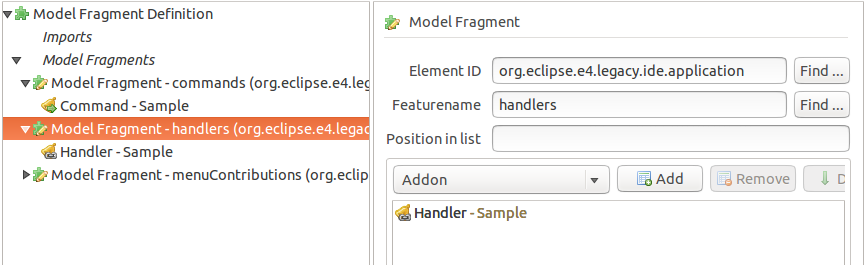 Model Fragment Definition
Imports
Model Fragments
Model Fragment - commands (org.eclipse.e4.leg
Command - Sample
Model Fragment - handlers (org.eclipse.e4.legac
Handler - Sample
Model Fragment - menuContributions (org.eclip
Model Fragment
Element ID org.eclipse.e4.legacy.ide.application Find ...
Featurename handlers Find ...
Position in list
Addon Add Remove D
Handler - Sample